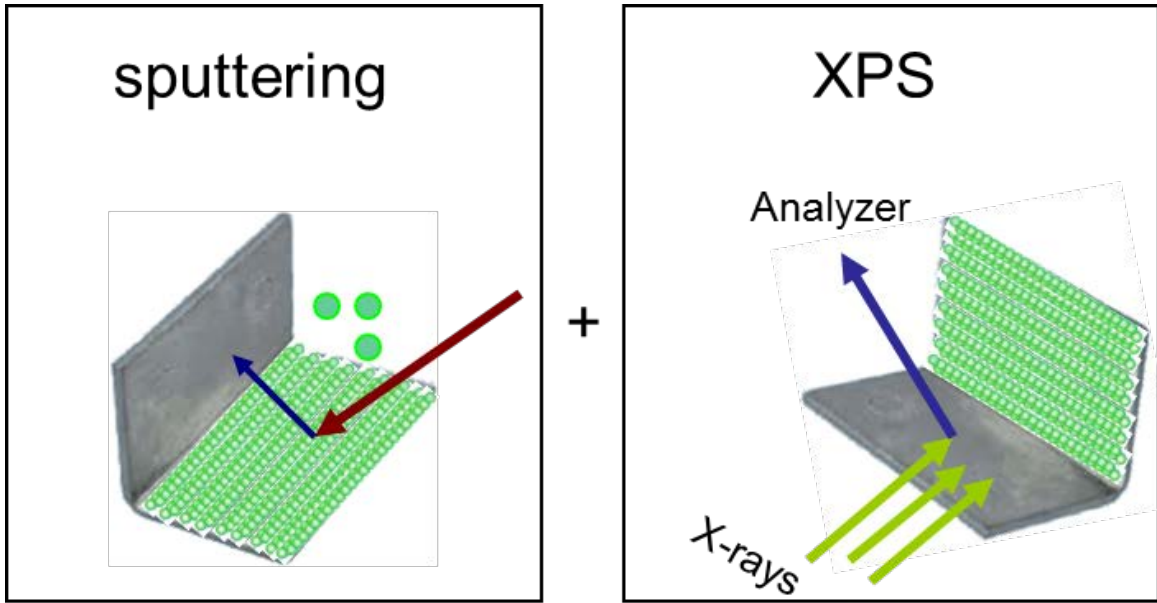 sputtering
XPS
Analyzer
+
X-rays